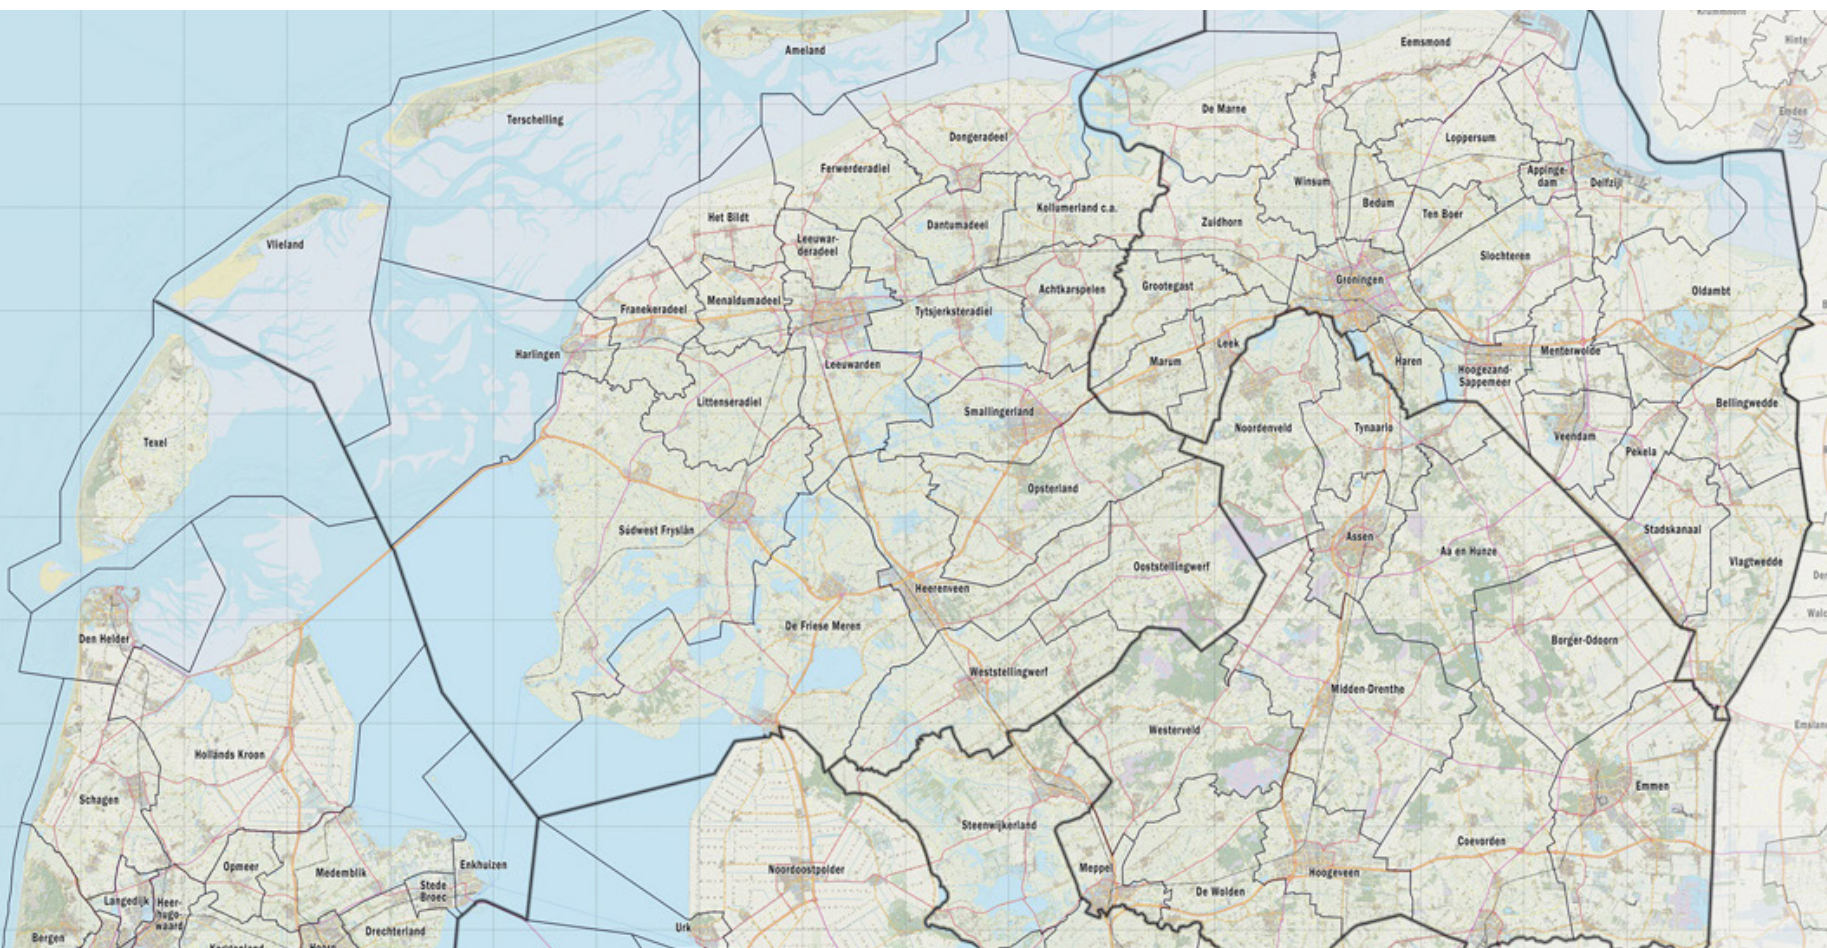 Hinte
Ameland
Eemsmond
Terschelling
De Marne
Emden
Dongeradeel
Loppersum
Ferwerderadiel
Appinge-
dam
Delfzijl
Winsum
Bedum
Kollumerland c.a.
Het Bildt
Ten Boer
Zuidhorn
Dantumadeel
Vlieland
Leeuwar-
deradeel
Slochteren
Groningen
Grootegast
Achtkarspelen
Oldambt
Menaldumadeel
Franekeradeel
Tytsjerksteradiel
Leek
Menterwolde
Harlingen
Leeuwarden
Marum
Haren
Hoogezand-
Sappemeer
Littenseradiel
Bellingwedde
Smallingerland
Noordenveld
Tynaarlo
Veendam
Texel
Pekela
Opsterland
Súdwest Fryslân
Stadskanaal
Assen
Aa en Hunze
Vlagtwedde
Ooststellingwerf
Heerenveen
De Friese Meren
Den Helder
Borger-Odoorn
Weststellingwerf
Midden-Drenthe
Westerveld
Hollands Kroon
Emmen
Schagen
Steenwijkerland
Coevorden
Enkhuizen
Opmeer
Medemblik
Noordoostpolder
Meppel
Hoogeveen
Stede
Broec
De Wolden
Langedijk
Heer-
hugo-
waard
Urk
Drechterland
Bergen